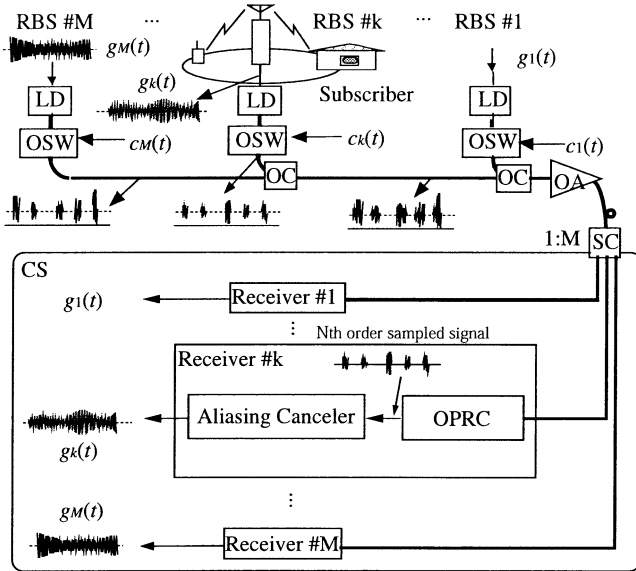 RBS #M ... RBS #k ... RBS #1
gM(t)
g1(t)
gk(t)
Subscriber
LD
LD
LD
OSW
cM(t)
OSW
ck(t)
OSW
c1(t)
OC
OC
OA
1:M
SC
CS
g1(t)
Receiver #1
...
Nth order sampled signal
Receiver #k
Aliasing Canceler
OPRC
gk(t)
...
gM(t)
Receiver #M